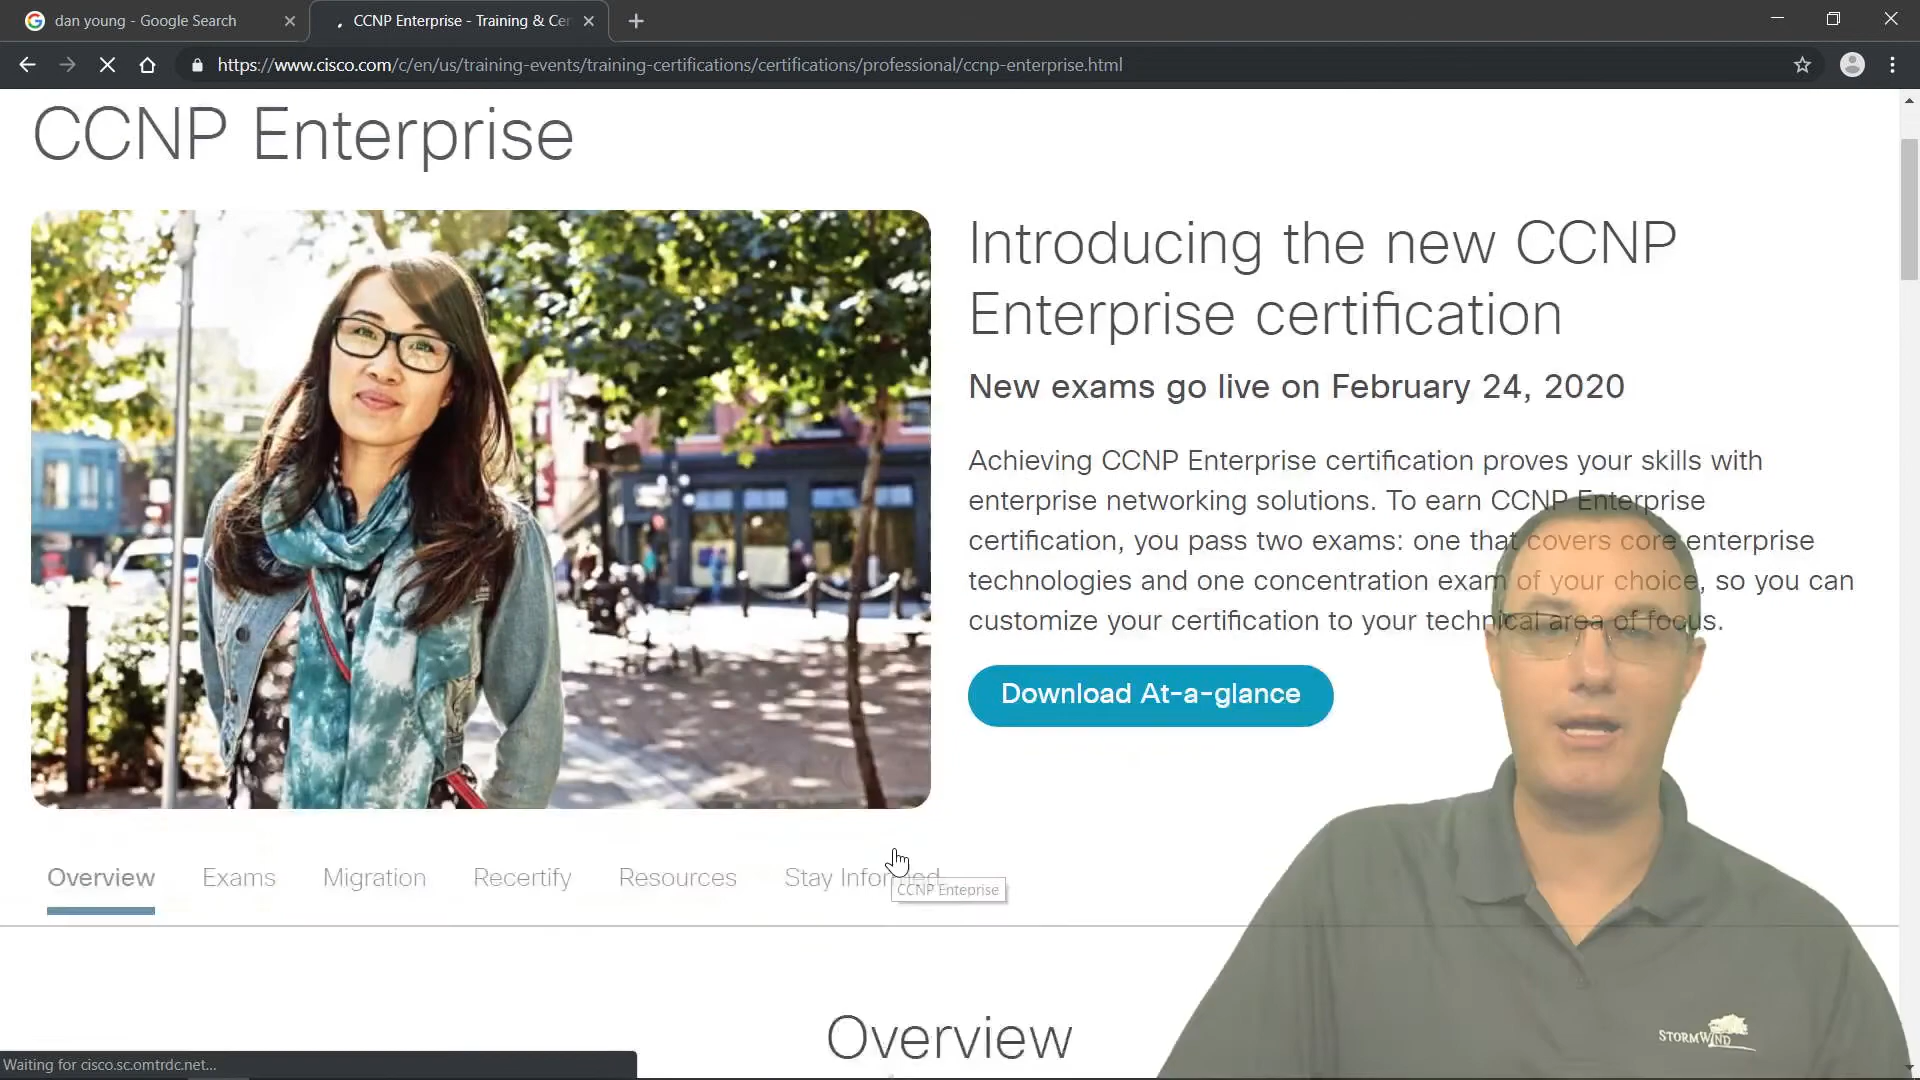 dan young - Google Search
CCNP Enterprise - Training & Cer
https://www.cisco.com/c/en/us/training-events/training-certifications/certifications/professional/ccnp-enterprise.html
CCNP Enterprise
Introducing the new CCNP
Enterprise certification
New exams go live on February 24, 2020
Achieving CCNP Enterprise certification proves your skills with
enterprise networking solutions. To earn CCNP Enterprise
certification, you pass two exams: one that covers core enterprise
technologies and one concentration exam of your choice, so you can
customize your certification to your technical area of focus.
Download At-a-glance
Overview Exams Migration Recertify Resources Stay Informed
CCNP Enteprise
Overview
STORMWIND
Waiting for cisco.sc.omtrdc.net...